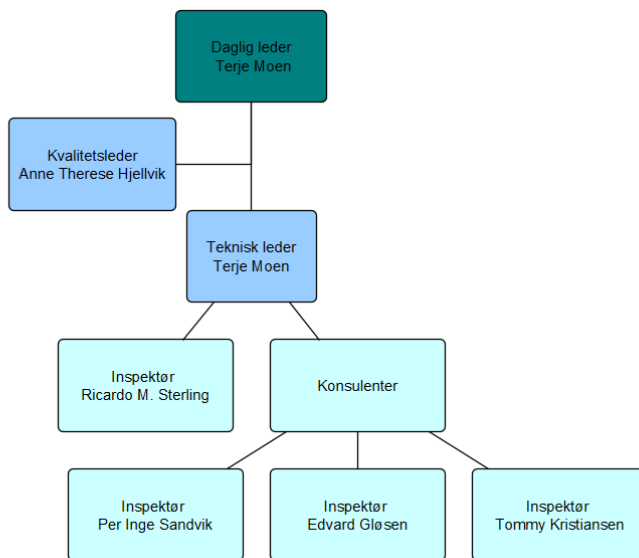 Daglig leder
Terje Moen
Kvalitetsleder
Anne Therese Hjellvik
Teknisk leder
Terje Moen
Inspektør
Ricardo M. Sterling
Konsulenter
Inspektør
Per Inge Sandvik
Inspektør
Edvard Gløsen
Inspektør
Tommy Kristiansen